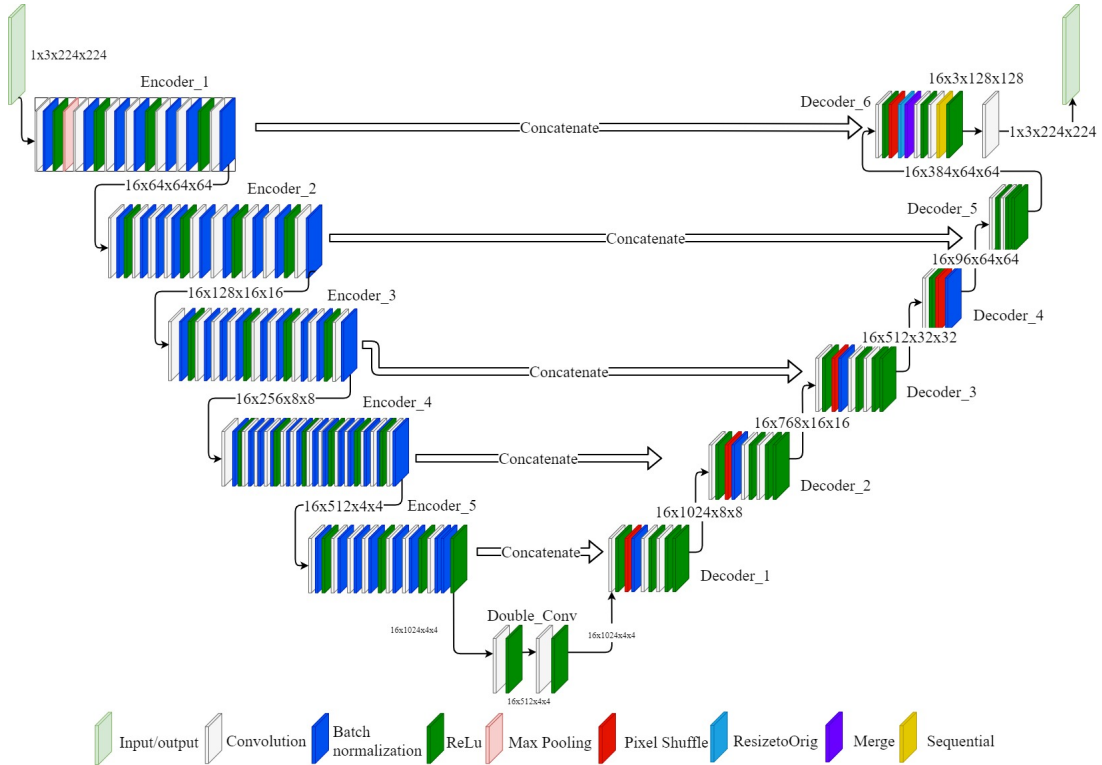 1x3x224x224
Encoder_1
16x3x128x128
Decoder_6
Concatenate
1x3x224x224
16x64x64x64
Encoder_2
16x384x64x64
Decoder_5
Concatenate
16x96x64x64
16x128x16x16
Encoder_3
Decoder_4
16x512x32x32
Concatenate
Decoder_3
16x256x8x8
Encoder_4
16x768x16x16
Concatenate
Decoder_2
16x512x4x4
Encoder_5
16x1024x8x8
Concatenate
Decoder_1
Double_Conv
16x1024x4x4
16x1024x4x4
16x512x4x4
Input/output
Convolution
Batch
normalization
ReLu
Max Pooling
Pixel Shuffle
ResizetoOrig
Merge
Sequential